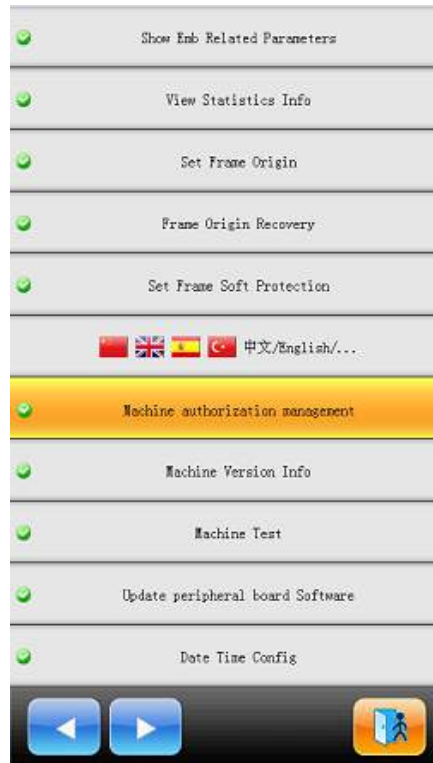 Show Emb Related Parameters
View Statistics Info
Set Frame Origin
Frame Origin Recovery
Set Frame Soft Protection
中文/English/...
Machine authorization management
Machine Version Info
Machine Test
Update peripheral board Software
Date Time Config